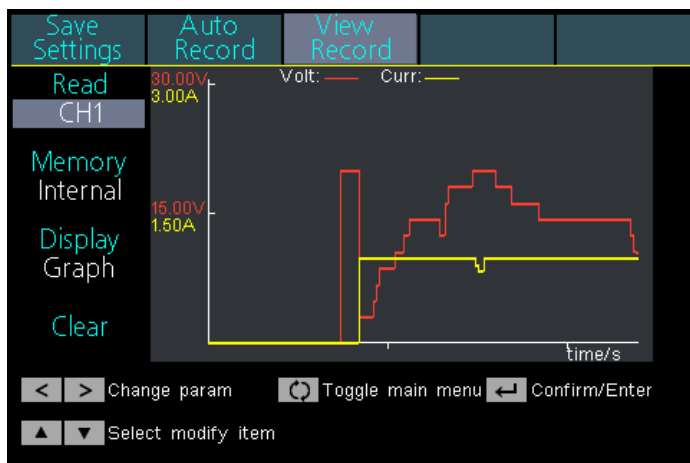 Save Settings
Auto Record
View Record
Read
CH1
30.00V
3.00A
Volt:
Curr:
Memory
Internal
15.00V
1.50A
Display
Graph
Clear
time/s
< > Change param
Toggle main menu
Confirm/Enter
▲ ▼ Select modify item